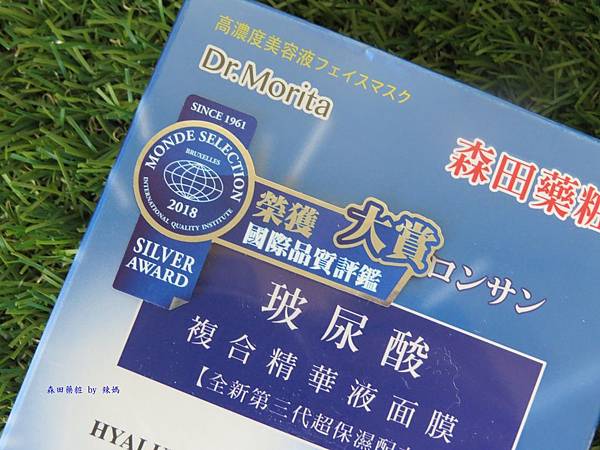 高濃度美容液フェイスマスク
Dr.Morita
森田藥粧
SINCE 1961
MONDE SELECTION
BRUXELLES
2018
INTERNATIONAL QUALITY INSTITUTE
SILVER
AWARD
榮獲 大賞
國際品質評鑑
ロンサン
玻尿酸
複合精華液面膜
【全新第三代超保濕配
森田藥粧 by 辣媽
HYALU